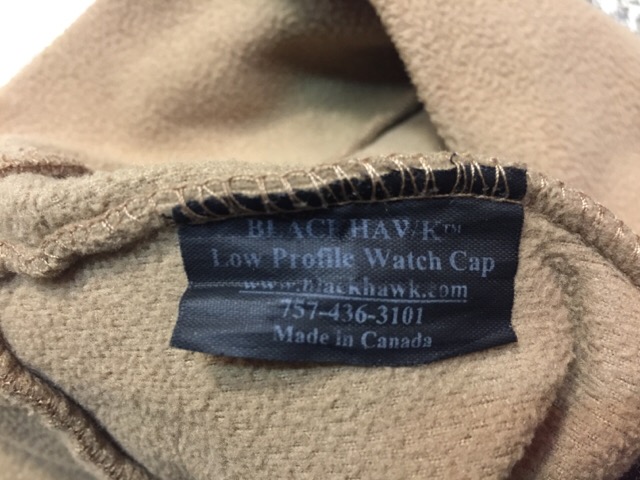 BLACKHAWK™
Low Profile Watch Cap
www.blackhawk.com
757-436-3101
Made in Canada